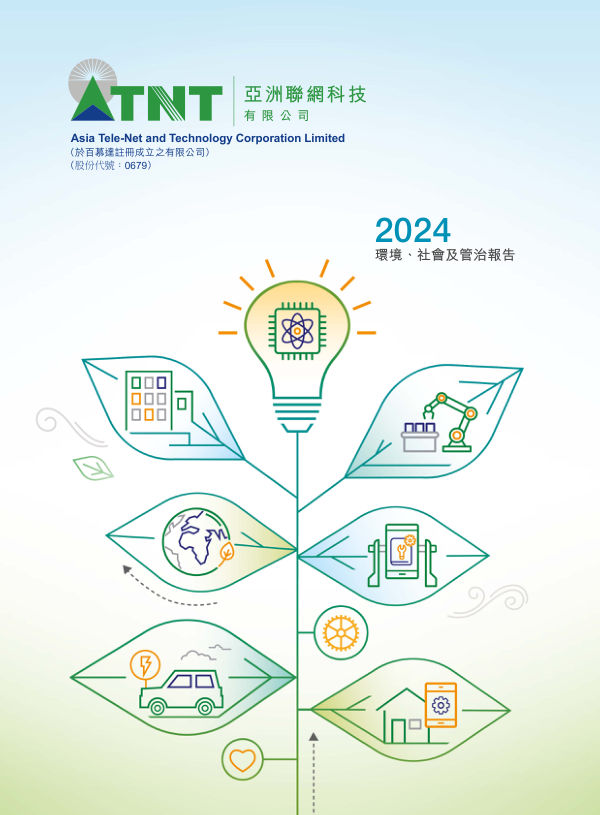 ATNT
亞洲聯網科技
有限公司
Asia Tele-Net and Technology Corporation Limited
(於百慕達註冊成立之有限公司)
(股份代號：0679)
2024
環境、社會及管治報告